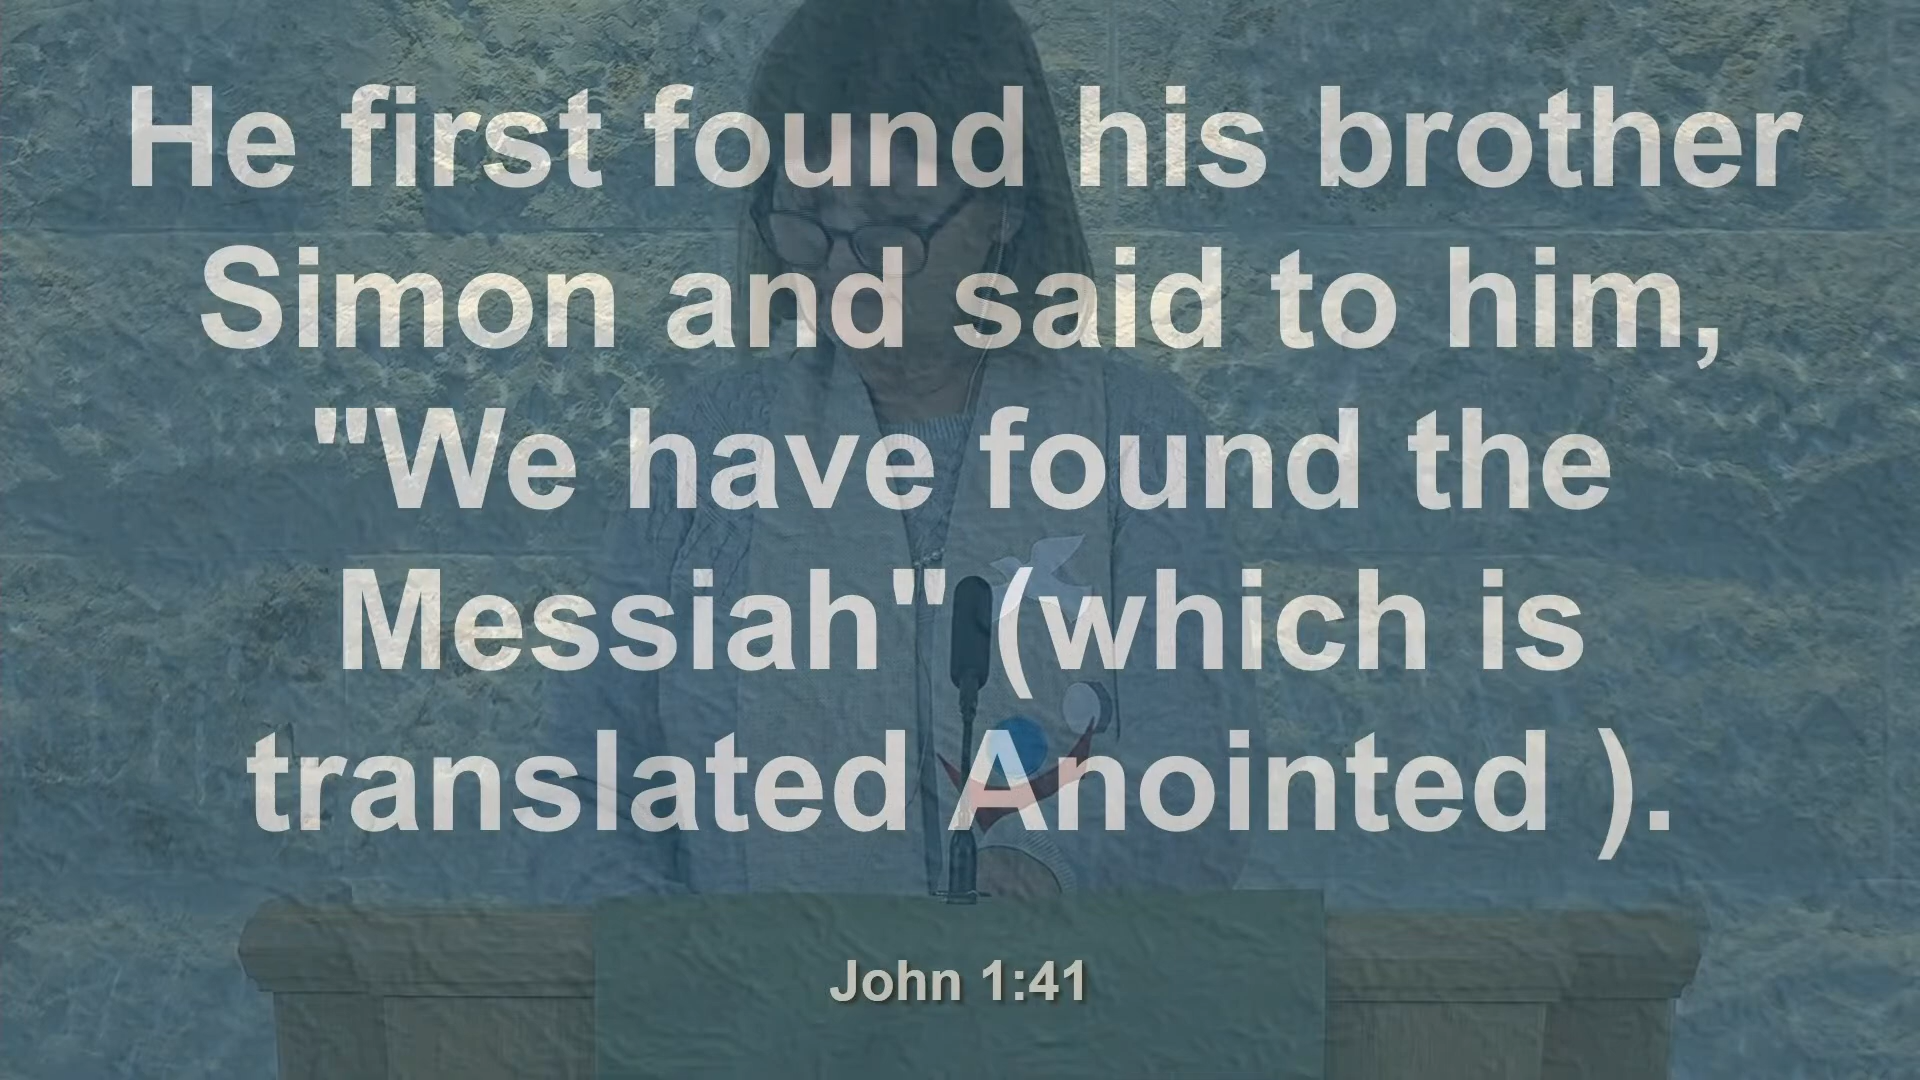 He first found his brother
Simon and said to him,
"We have found the
Messiah" (which is
translated Anointed ).
John 1:41